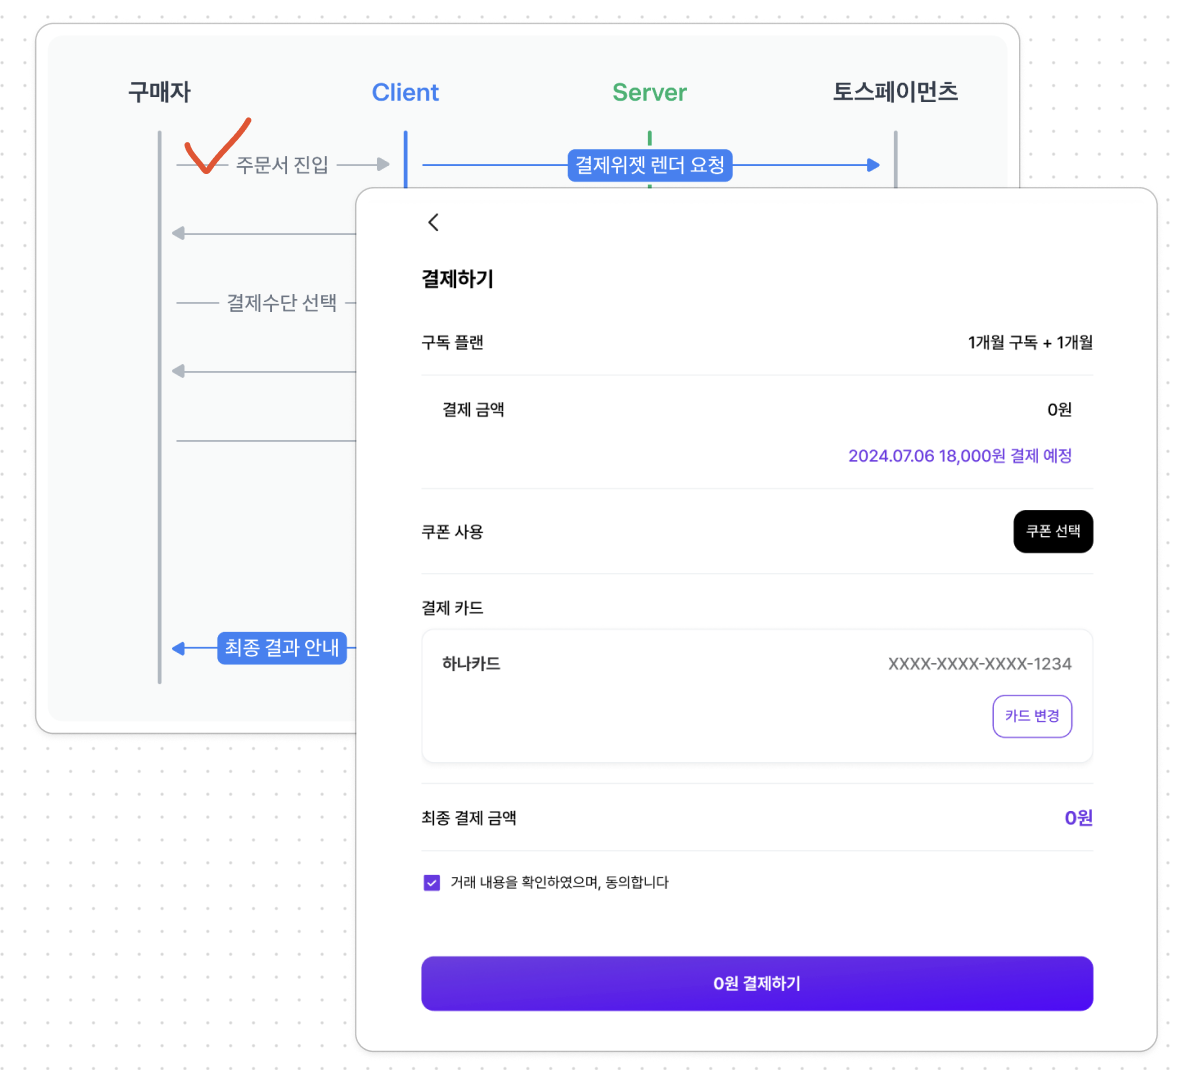 구매자
Client
Server
토스페이먼츠
주문서 진입
결제위젯 렌더 요청
결제수단 선택
최종 결과 안내
결제하기
구독 플랜 1개월 구독 + 1개월
결제 금액 0원
2024.07.06 18,000원 결제 예정
쿠폰 사용 쿠폰 선택
결제 카드
하나카드 XXXX-XXXX-XXXX-1234
카드 변경
최종 결제 금액 0원
거래 내용을 확인하였으며, 동의합니다
0원 결제하기